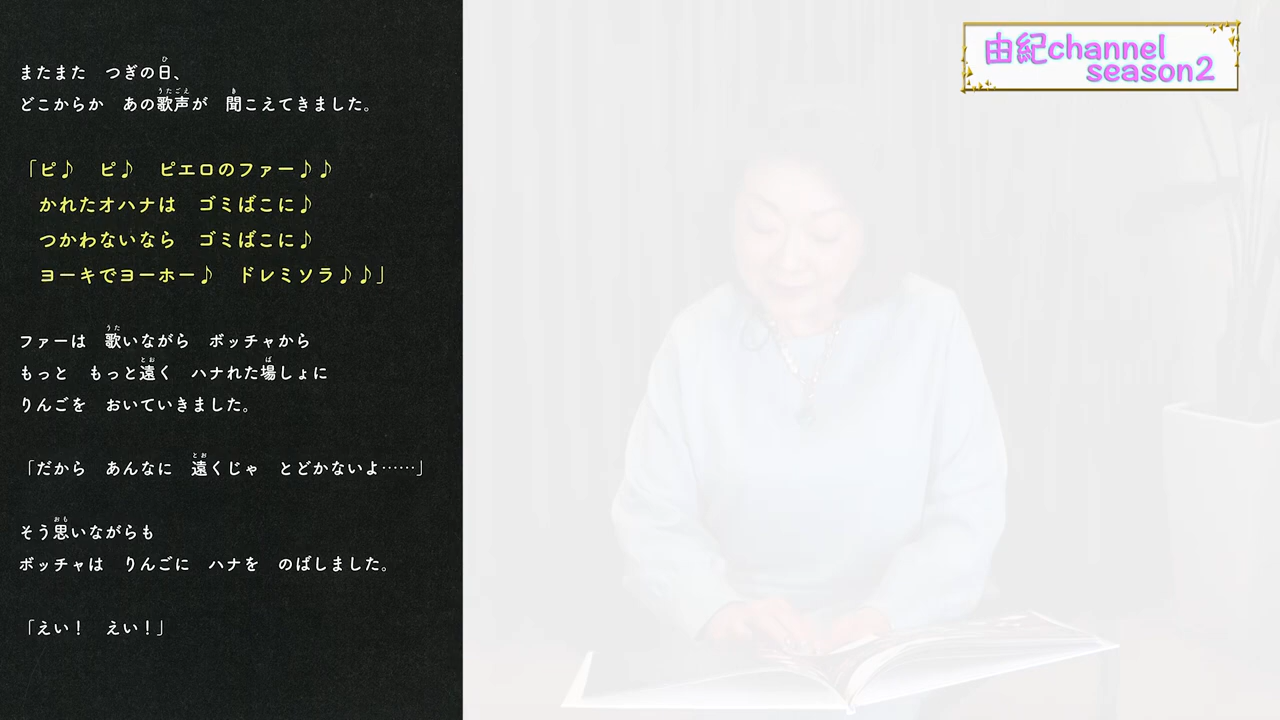 またまた　つぎの日、
どこからか　あの歌声が　聞こえてきました。
「ピ♪　ピ♪　ピエロのファー♪♪
かれたオハナは　ゴミばこに♪
つかわないなら　ゴミばこに♪
ヨーキでヨーホー♪　ドレミソラ♪♪」
ファーは　歌いながら　ボッチャから
もっと　もっと遠く　ハナれた場しょに
りんごを　おいていきました。
「だから　あんなに　遠くじゃ　とどかないよ……」
そう思いながらも
ボッチャは　りんごに　ハナを　のばしました。
「えい！　えい！」
由紀channel
season2